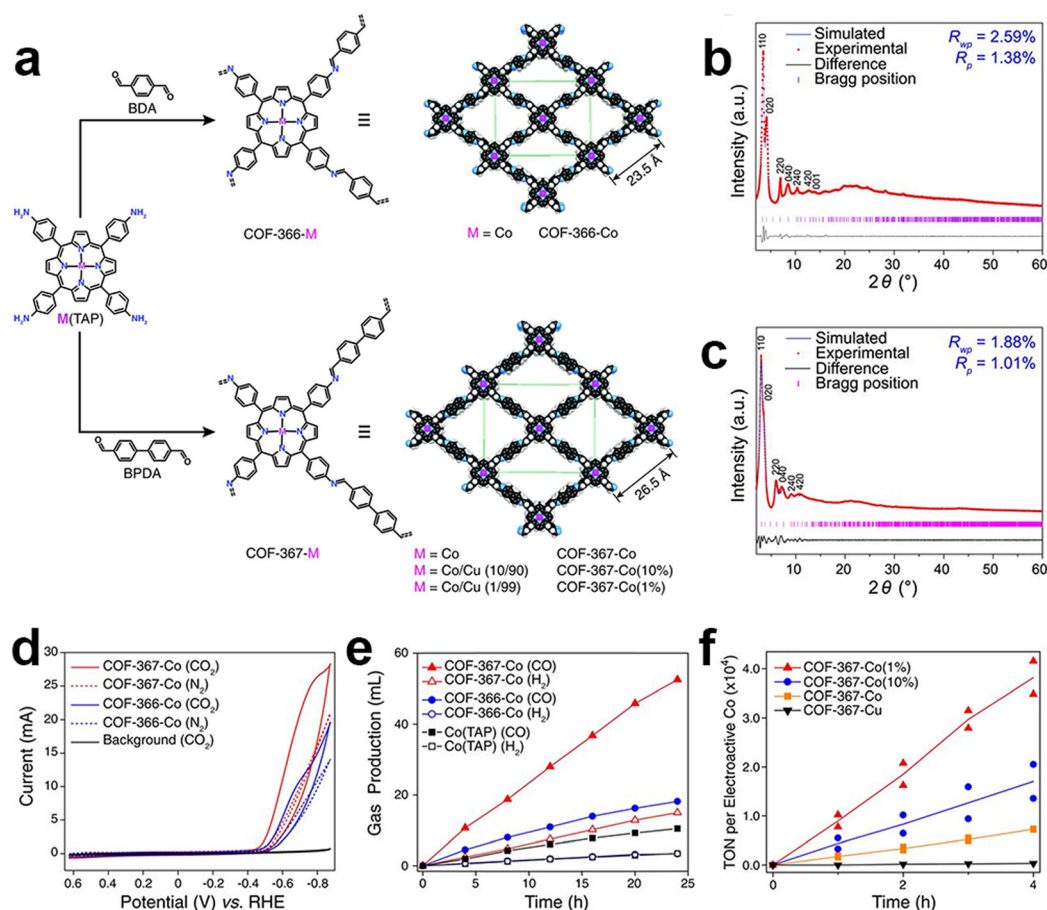 a
BDA
NH₂
H₂N
NH₂
H₂N
N
N
N
N
M
M(TAP)
BPDA
COF-366-M
≡
23.5 Å
M = Co COF-366-Co
COF-367-M
≡
26.5 Å
M = Co COF-367-Co
M = Co/Cu (10/90) COF-367-Co(10%)
M = Co/Cu (1/99) COF-367-Co(1%)
b
Simulated
Experimental
Difference
Bragg position
Rwp = 2.59%
Rp = 1.38%
110
020
220
040
240
420
001
Intensity (a.u.)
10 20 30 40 50 60
2θ (°)
c
Simulated
Experimental
Difference
Bragg position
Rwp = 1.88%
Rp = 1.01%
110
020
220
040
240
420
Intensity (a.u.)
10 20 30 40 50 60
2θ (°)
d
COF-367-Co (CO₂)
COF-367-Co (N₂)
COF-366-Co (CO₂)
COF-366-Co (N₂)
Background (CO₂)
Current (mA)
30
25
20
15
10
5
0
0.6 0.4 0.2 0 -0.2 -0.4 -0.6 -0.8
Potential (V) vs. RHE
e
COF-367-Co (CO)
COF-367-Co (H₂)
COF-366-Co (CO)
COF-366-Co (H₂)
Co(TAP) (CO)
Co(TAP) (H₂)
Gas Production (mL)
60
40
20
0
0 5 10 15 20 25
Time (h)
f
COF-367-Co(1%)
COF-367-Co(10%)
COF-367-Co
COF-367-Cu
TON per Electroactive Co (x10⁴)
4.0
3.0
2.0
1.0
0.0
0 1 2 3 4
Time (h)